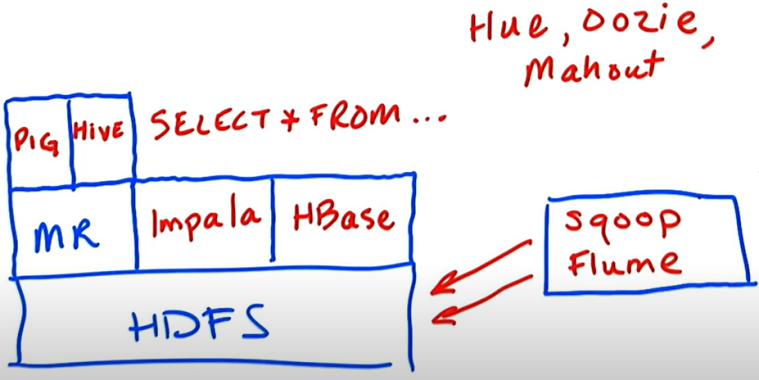 Hue, Oozie,
Mahout
PIG HIVE SELECT * FROM ...
MR Impala HBase
sqoop
Flume
HDFS